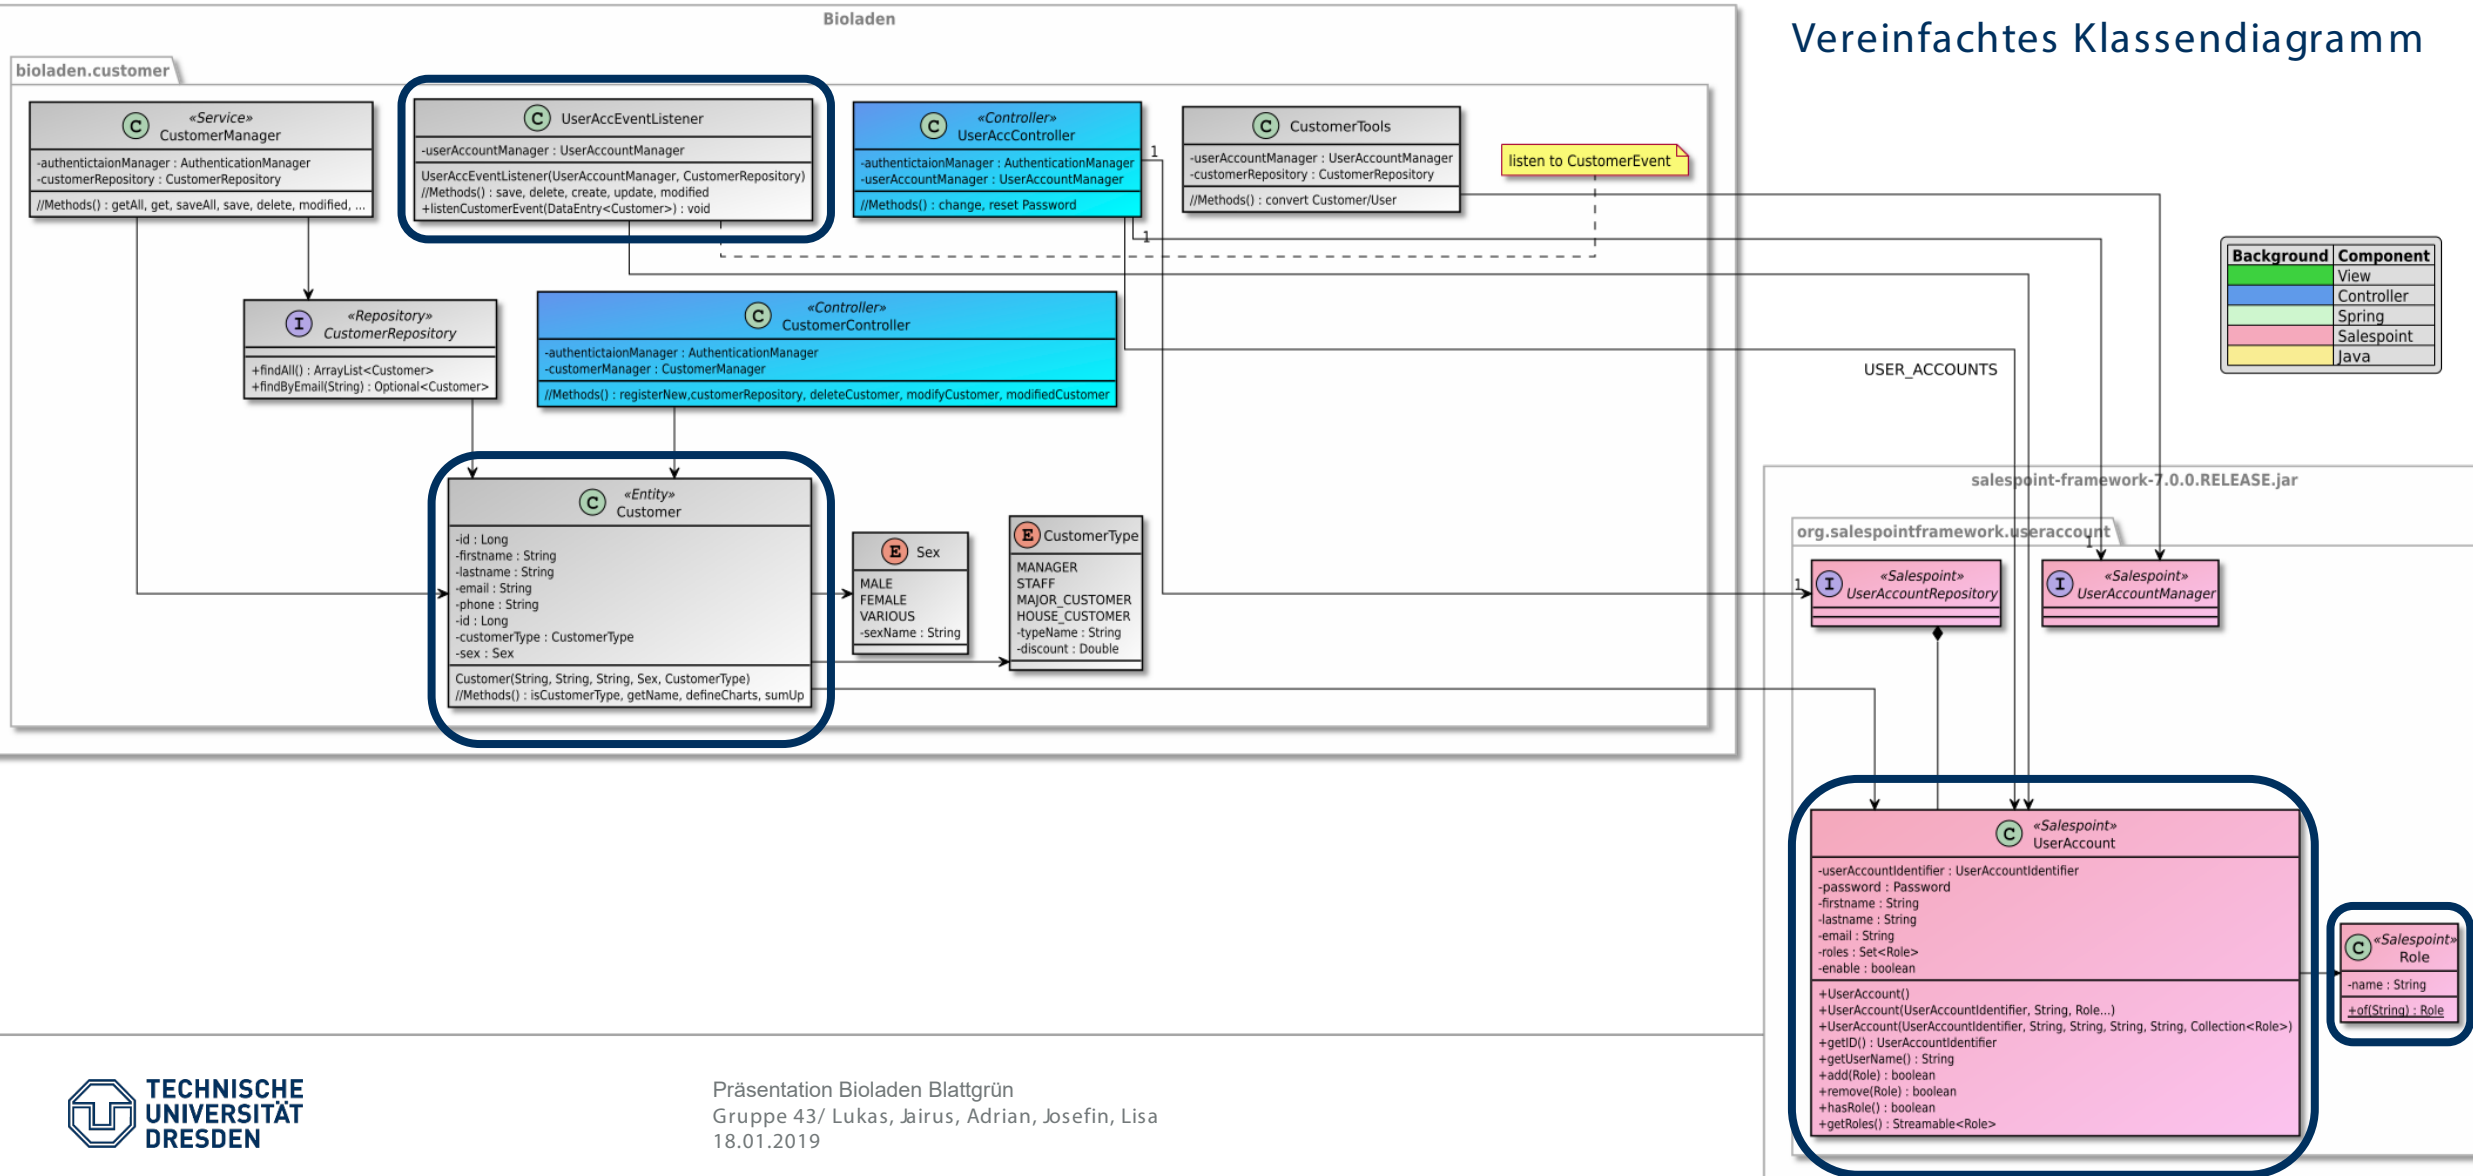 Vereinfachtes Klassendiagramm
Bioladen
bioladen.customer
C
«Service»
CustomerManager
-authentictaionManager : AuthenticationManager
-customerRepository : CustomerRepository
//Methods() : getAll, get, saveAll, save, delete, modified, ...
C
UserAccEventListener
-userAccountManager : UserAccountManager
UserAccEventListener(UserAccountManager, CustomerRepository)
//Methods() : save, delete, create, update, modified
+listenCustomerEvent(DataEntry<Customer>) : void
C
«Controller»
UserAccController
-authentictaionManager : AuthenticationManager
-userAccountManager : UserAccountManager
//Methods() : change, reset Password
1
1
C
CustomerTools
-userAccountManager : UserAccountManager
-customerRepository : CustomerRepository
//Methods() : convert Customer/User
listen to CustomerEvent
Background Component
View
Controller
Spring
Salespoint
Java
I
«Repository»
CustomerRepository
+findAll() : ArrayList<Customer>
+findByEmail(String) : Optional<Customer>
C
«Controller»
CustomerController
-authentictaionManager : AuthenticationManager
-customerManager : CustomerManager
//Methods() : registerNew,customerRepository, deleteCustomer, modifyCustomer, modifiedCustomer
USER_ACCOUNTS
C
«Entity»
Customer
-id : Long
-firstname : String
-lastname : String
-email : String
-phone : String
-id : Long
-customerType : CustomerType
-sex : Sex
Customer(String, String, String, Sex, CustomerType)
//Methods() : isCustomerType, getName, defineCharts, sumUp
E
Sex
MALE
FEMALE
VARIOUS
-sexName : String
E
CustomerType
MANAGER
STAFF
MAJOR_CUSTOMER
HOUSE_CUSTOMER
-typeName : String
-discount : Double
salespoint-framework-7.0.0.RELEASE.jar
org.salespointframework.useraccount
1
1
I
«Salespoint»
UserAccountRepository
I
«Salespoint»
UserAccountManager
C
«Salespoint»
UserAccount
-userAccountIdentifier : UserAccountIdentifier
-password : Password
-firstname : String
-lastname : String
-email : String
-roles : Set<Role>
-enable : boolean
+UserAccount()
+UserAccount(UserAccountIdentifier, String, Role...)
+UserAccount(UserAccountIdentifier, String, String, String, String, Collection<Role>)
+getID() : UserAccountIdentifier
+getUserName() : String
+add(Role) : boolean
+remove(Role) : boolean
+hasRole() : boolean
+getRoles() : Streamable<Role>
C
«Salespoint»
Role
-name : String
+of(String) : Role
TECHNISCHE
UNIVERSITÄT
DRESDEN
Präsentation Bioladen Blattgrün
Gruppe 43/ Lukas, Jairus, Adrian, Josefin, Lisa
18.01.2019